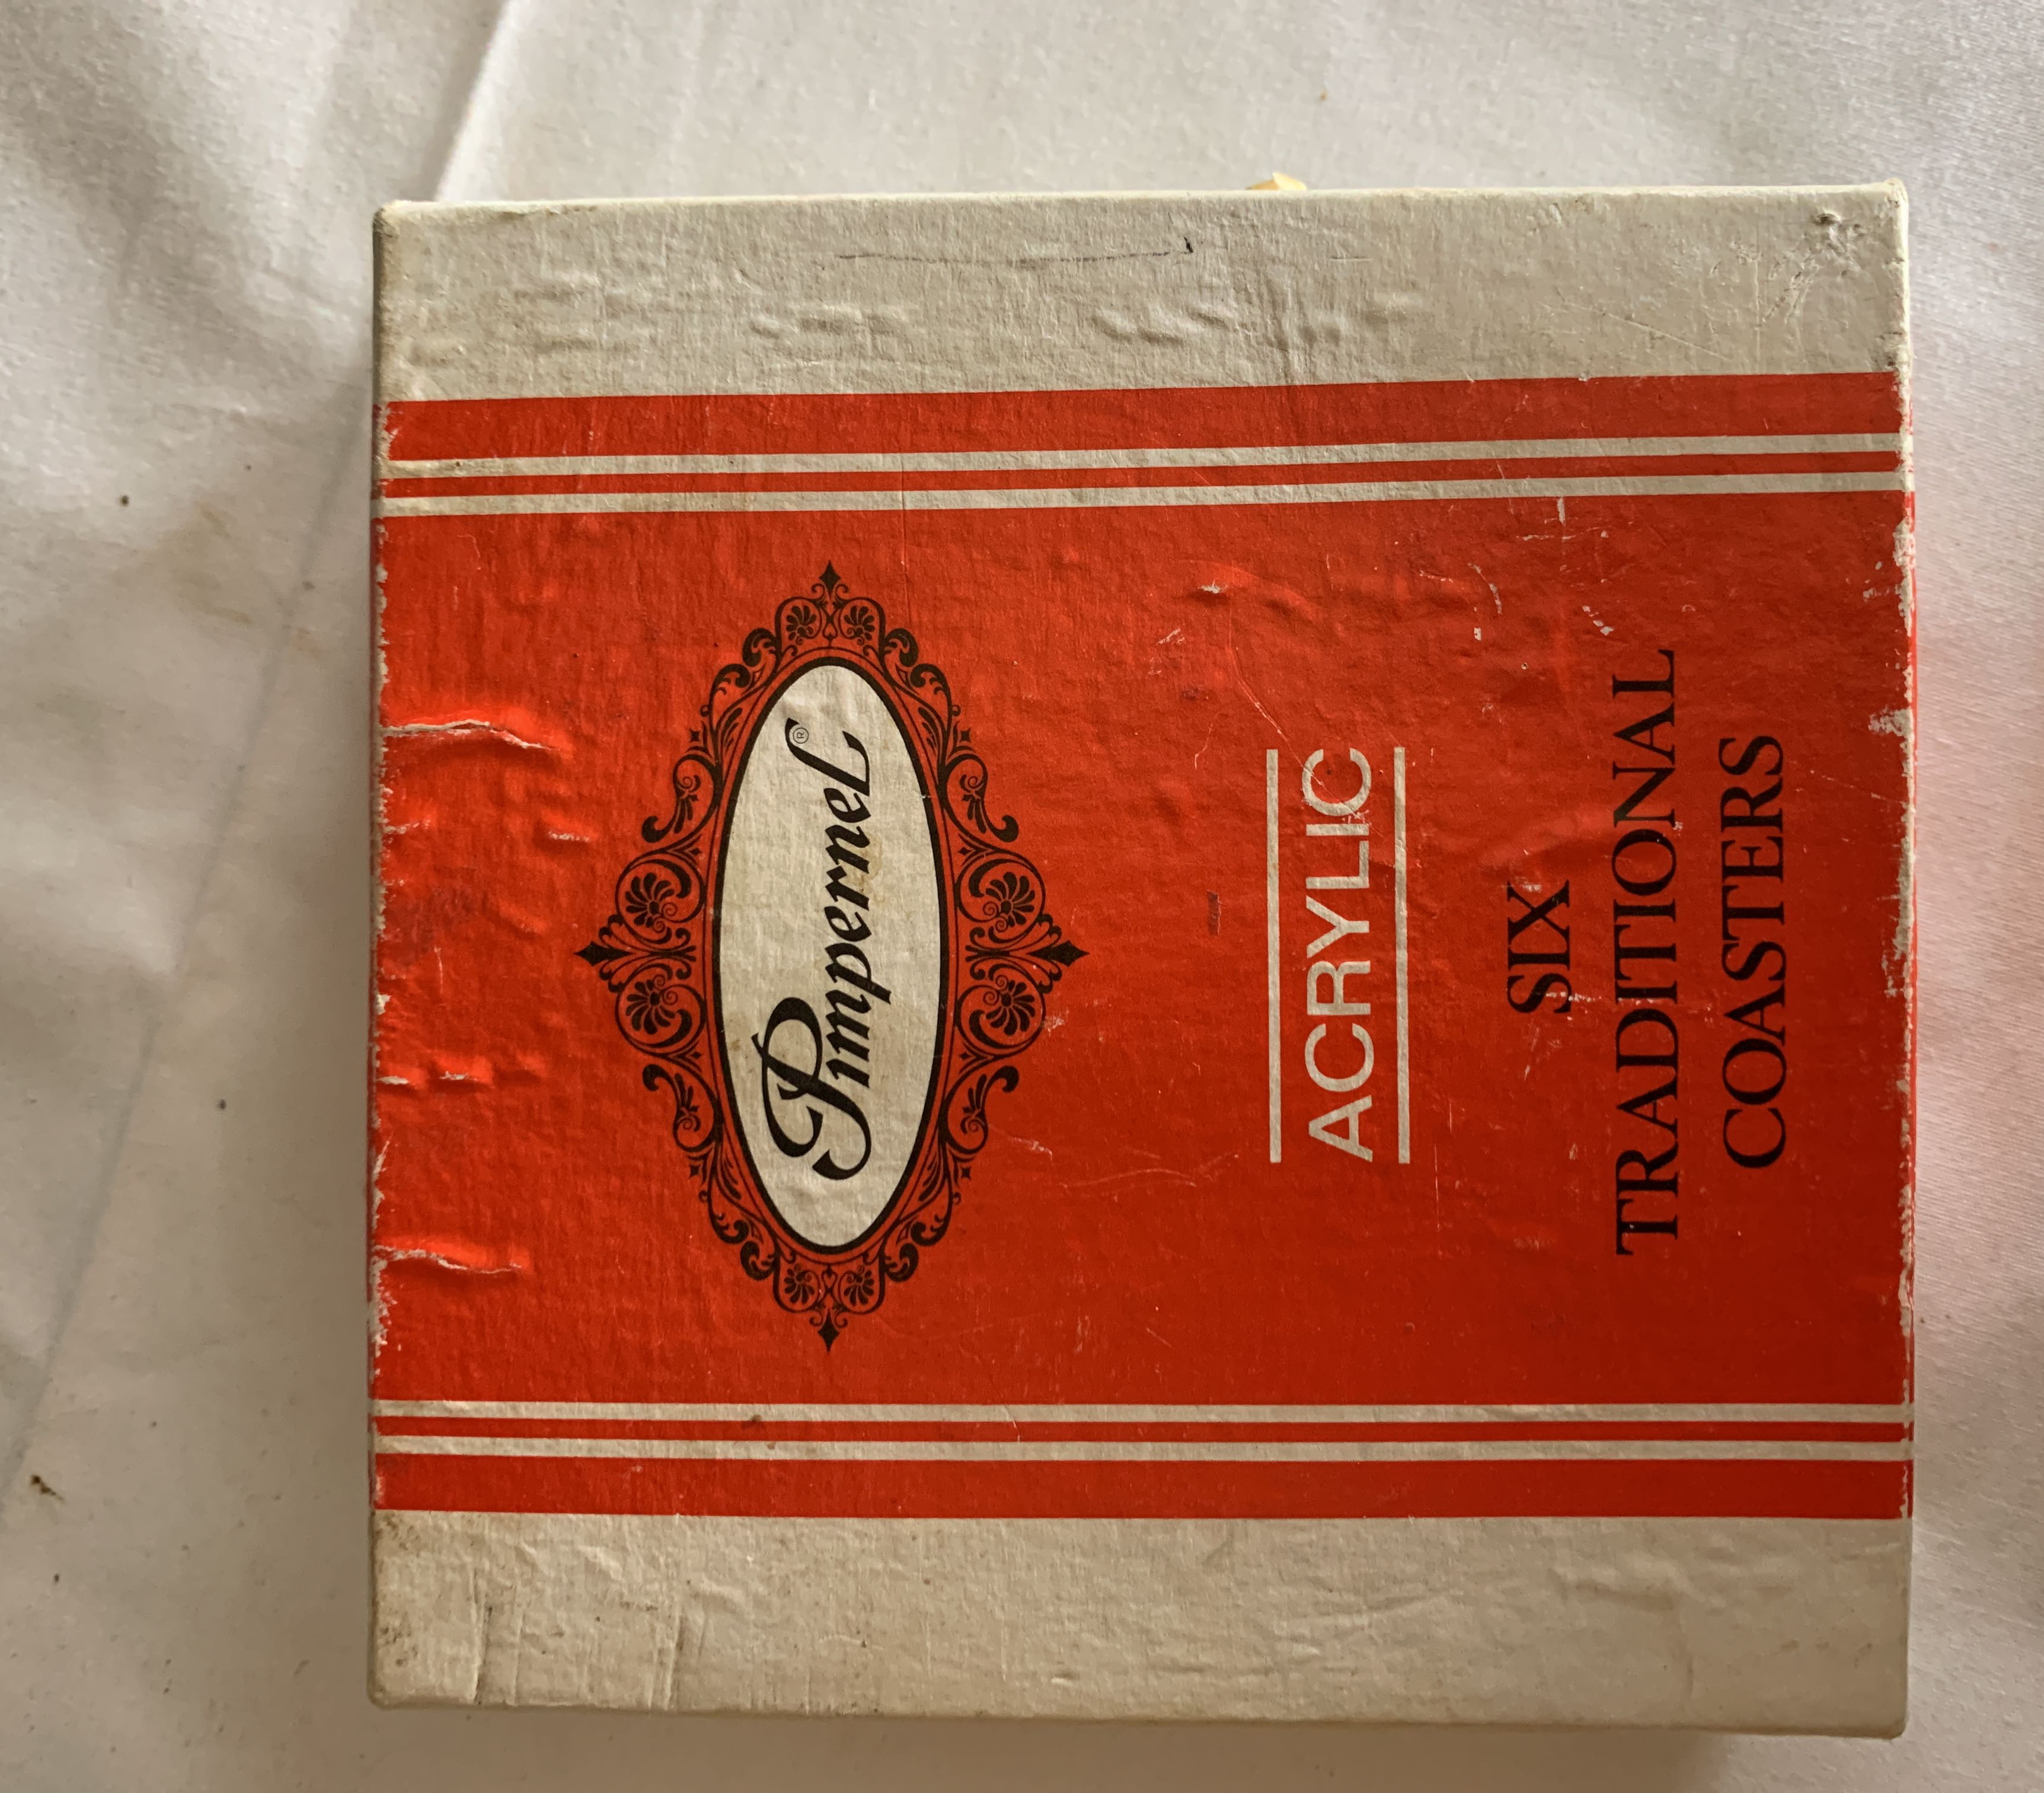 Pimpernel®
ACRYLIC
SIX
TRADITIONAL
COASTERS